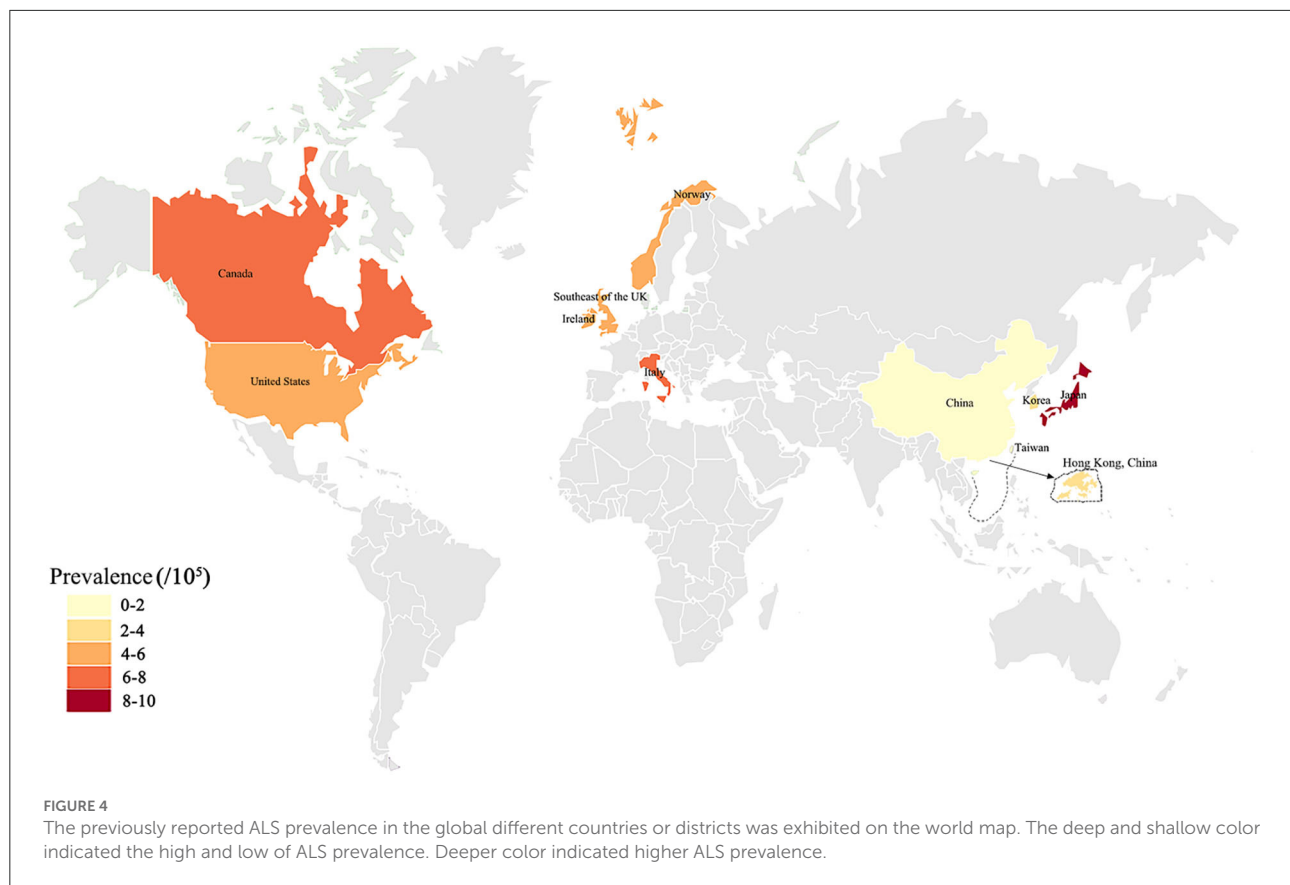 Norway
Canada
Southeast of the UK
Ireland
United States
Italy
China
Korea
Japan
Taiwan
Hong Kong, China
Prevalence (/10⁵)
0-2
2-4
4-6
6-8
8-10
FIGURE 4
The previously reported ALS prevalence in the global different countries or districts was exhibited on the world map. The deep and shallow color
indicated the high and low of ALS prevalence. Deeper color indicated higher ALS prevalence.